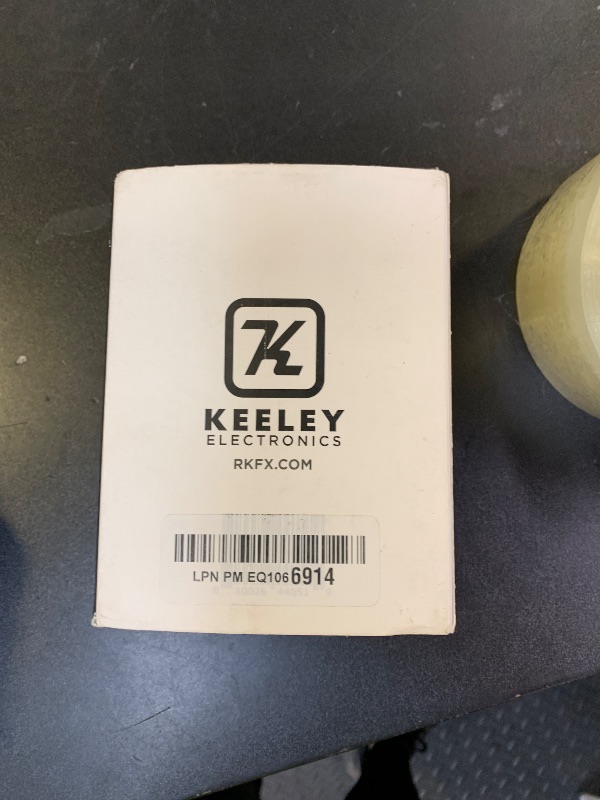 K
KEELEY
ELECTRONICS
RKFX.COM
LPN PM EQ1066914